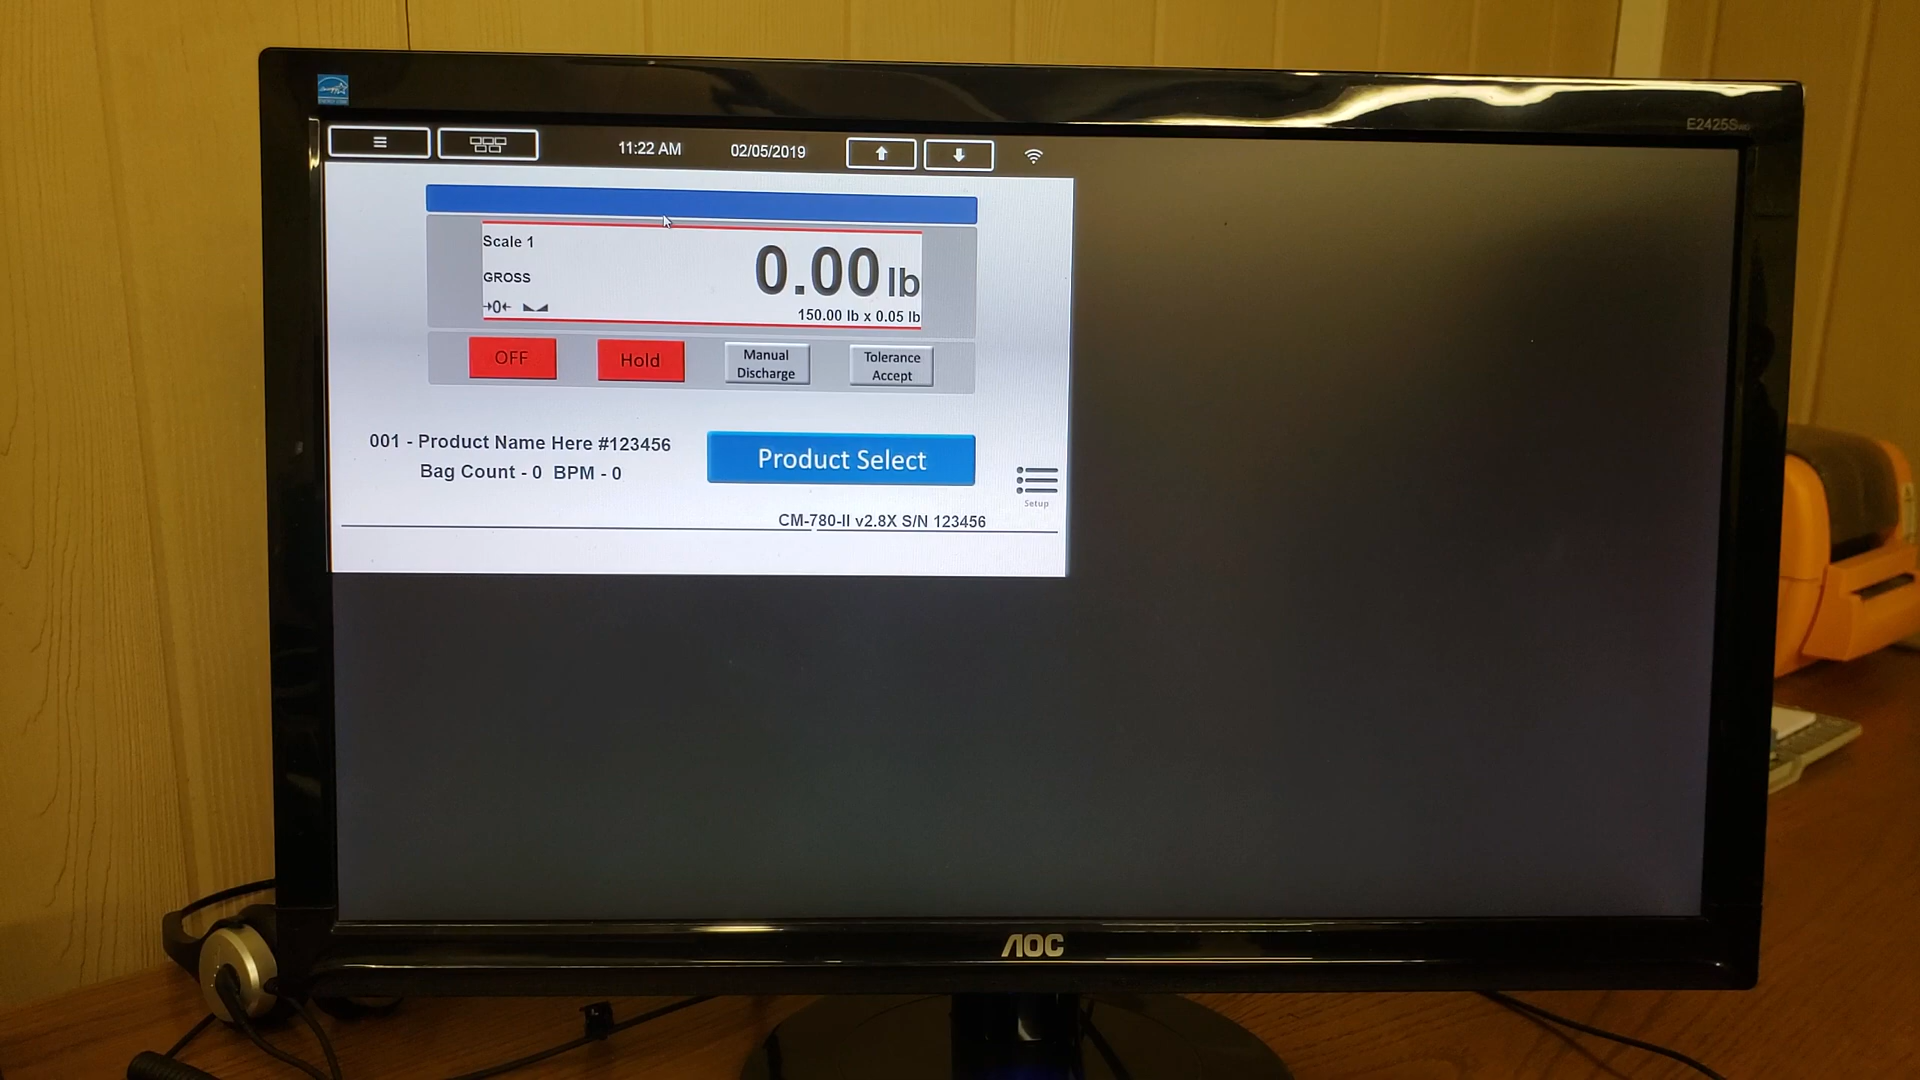 E2425S
11:22 AM 02/05/2019
Scale 1
0.00 lb
GROSS
→0←
150.00 lb x 0.05 lb
OFF
Hold
Manual
Discharge
Tolerance
Accept
001 - Product Name Here #123456
Bag Count - 0 BPM - 0
Product Select
Setup
CM-780-II v2.8X S/N 123456
AOC